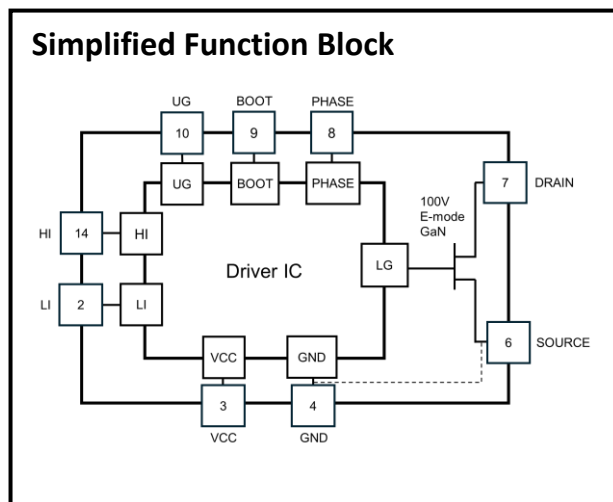 Simplified Function Block
UG
BOOT
PHASE
10
9
8
7
DRAIN
UG
BOOT
PHASE
100V
E-mode
GaN
HI
14
HI
LG
Driver IC
LI
2
LI
VCC
GND
6
SOURCE
3
4
VCC
GND